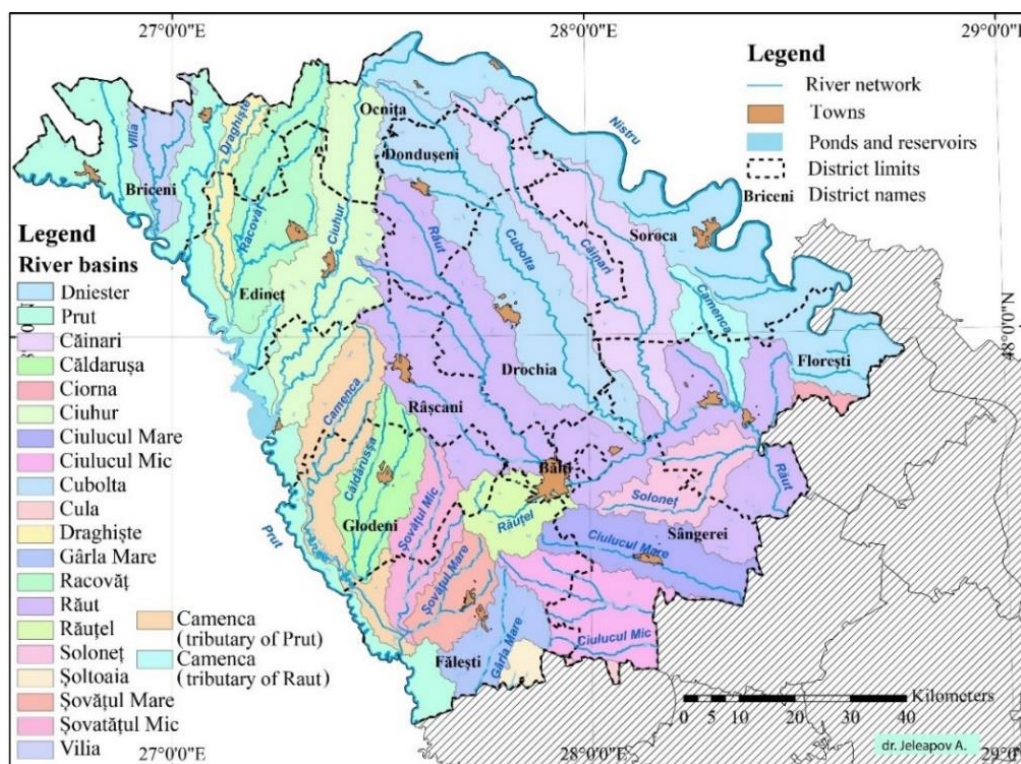 27°0'0"E 28°0'0"E 29°0'0"E
Legend
River network
Towns
Ponds and reservoirs
District limits
Briceni District names
Ocnița
Nistru
Dondușeni
Vilia
Draghiște
Briceni
Racovăț
Ciuhur
Răut
Cubolta
Căinari
Soroca
Camenca
Edineț
Florești
48°0'0"N
Drochia
Râșcani
Camenca
Căldărușșa
Bălți
Soloneț
Răut
Glodeni
Șovățul Mic
Răuțel
Sângerei
Ciulucul Mare
Prut
Șovățul Mare
Ciulucul Mic
Fălești
Gârla Mare
Legend
River basins
Dniester
Prut
Căinari
Căldarușa
Ciorna
Ciuhur
Ciulucul Mare
Ciulucul Mic
Cubolta
Cula
Draghiște
Gârla Mare
Racovăț
Răut
Răuțel
Soloneț
Șoltoaia
Șovățul Mare
Șovatățul Mic
Vilia
Camenca
(tributary of Prut)
Camenca
(tributary of Raut)
Kilometers
0 5 10 20 30 40
dr. Jeleapov A.
27°0'0"E 28°0'0"E 29°0